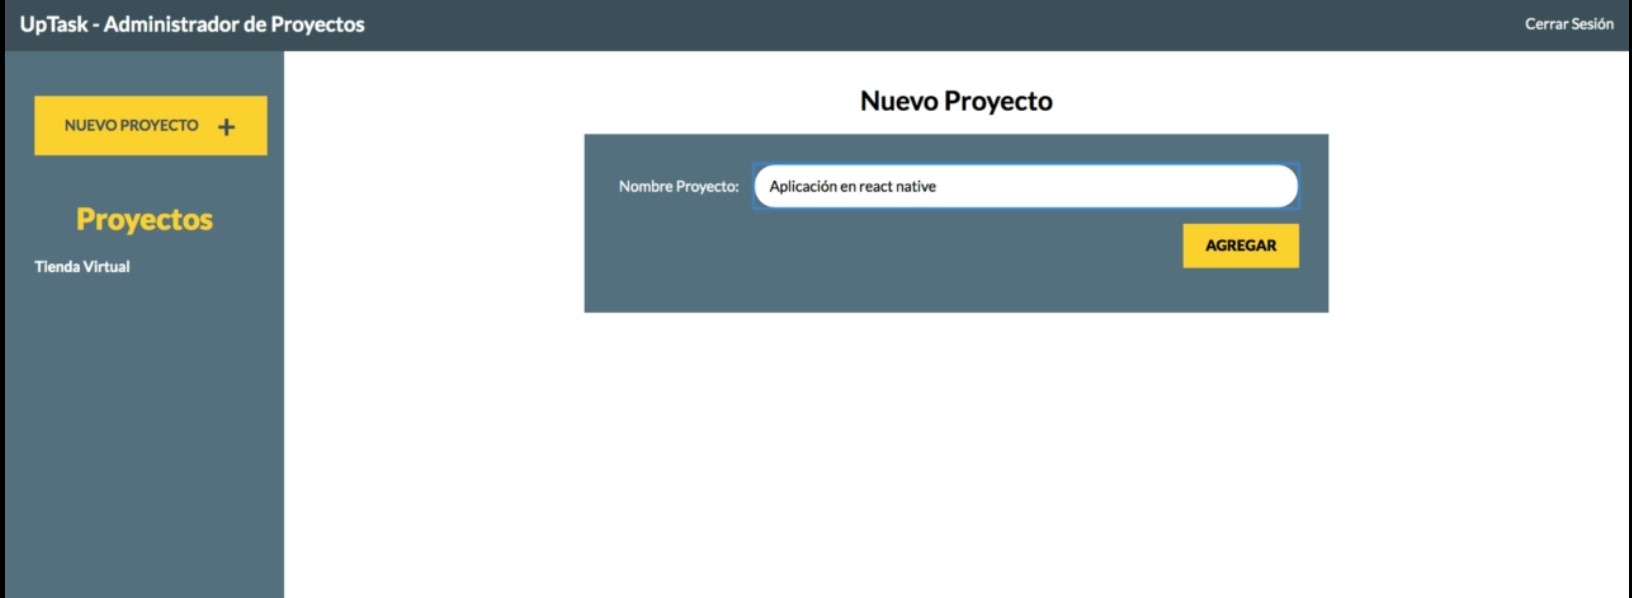 UpTask - Administrador de Proyectos
Cerrar Sesión
NUEVO PROYECTO +
Proyectos
Tienda Virtual
Nuevo Proyecto
Nombre Proyecto: Aplicación en react native
AGREGAR